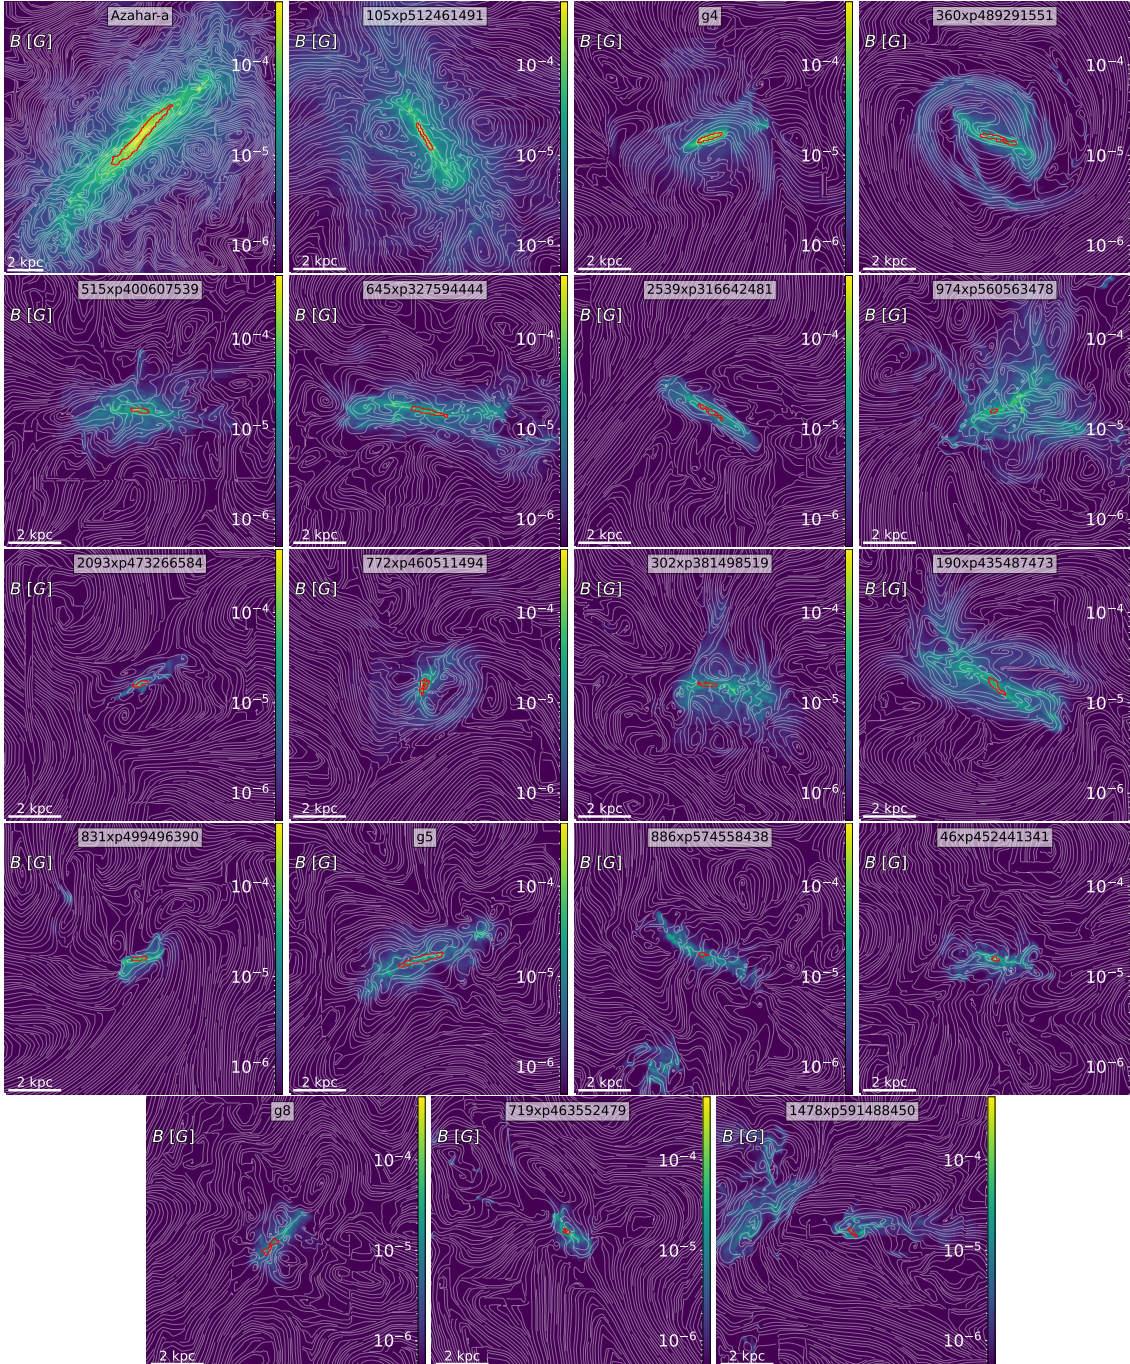 Azahar-a
B [G]
10⁻⁴
10⁻⁵
10⁻⁶
2 kpc
105xp512461491
B [G]
10⁻⁴
10⁻⁵
10⁻⁶
2 kpc
g4
B [G]
10⁻⁴
10⁻⁵
10⁻⁶
2 kpc
360xp489291551
B [G]
10⁻⁴
10⁻⁵
10⁻⁶
2 kpc
515xp400607539
B [G]
10⁻⁴
10⁻⁵
10⁻⁶
2 kpc
645xp327594444
B [G]
10⁻⁴
10⁻⁵
10⁻⁶
2 kpc
2539xp316642481
B [G]
10⁻⁴
10⁻⁵
10⁻⁶
2 kpc
974xp560563478
B [G]
10⁻⁴
10⁻⁵
10⁻⁶
2 kpc
2093xp473266584
B [G]
10⁻⁴
10⁻⁵
10⁻⁶
2 kpc
772xp460511494
B [G]
10⁻⁴
10⁻⁵
10⁻⁶
2 kpc
302xp381498519
B [G]
10⁻⁴
10⁻⁵
10⁻⁶
2 kpc
190xp435487473
B [G]
10⁻⁴
10⁻⁵
10⁻⁶
2 kpc
831xp499496390
B [G]
10⁻⁴
10⁻⁵
10⁻⁶
2 kpc
g5
B [G]
10⁻⁴
10⁻⁵
10⁻⁶
2 kpc
886xp574558438
B [G]
10⁻⁴
10⁻⁵
10⁻⁶
2 kpc
46xp452441341
B [G]
10⁻⁴
10⁻⁵
10⁻⁶
2 kpc
g8
B [G]
10⁻⁴
10⁻⁵
10⁻⁶
2 kpc
719xp463552479
B [G]
10⁻⁴
10⁻⁵
10⁻⁶
2 kpc
1478xp591488450
B [G]
10⁻⁴
10⁻⁵
10⁻⁶
2 kpc